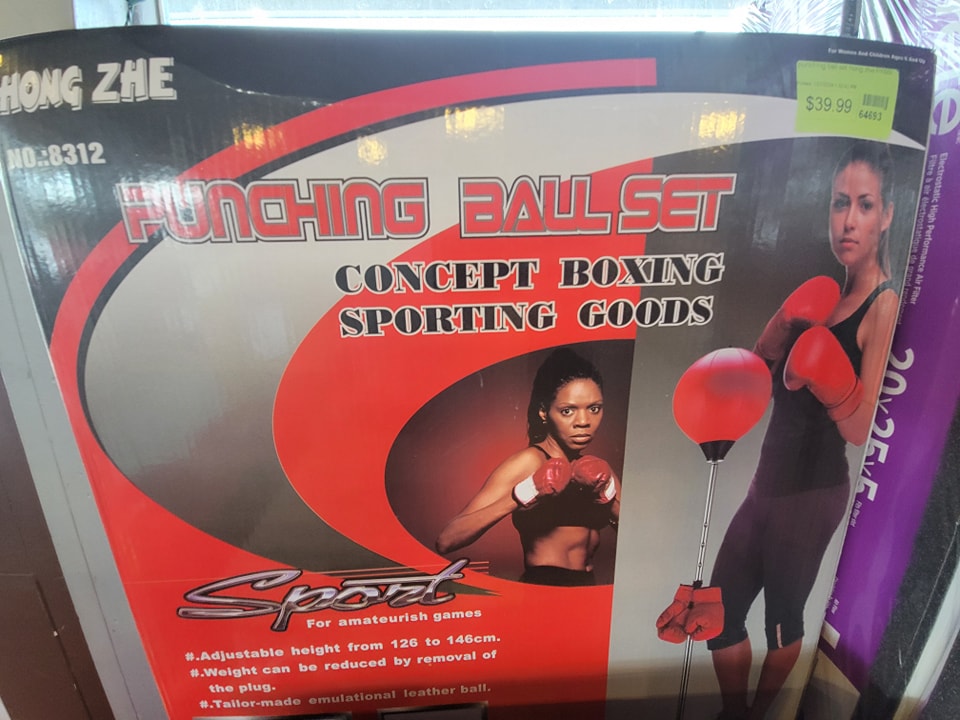 For Women And Children Ages 6 And Up
HONG ZHE
$39.99
64693
NO.:8312
PUNCHING BALL SET
CONCEPT BOXING
SPORTING GOODS
Sport
For amateurish games
#.Adjustable height from 126 to 146cm.
#.Weight can be reduced by removal of
the plug.
#.Tailor-made emulational leather ball.
Electrostatic High Performance Air Filter
20x25x5